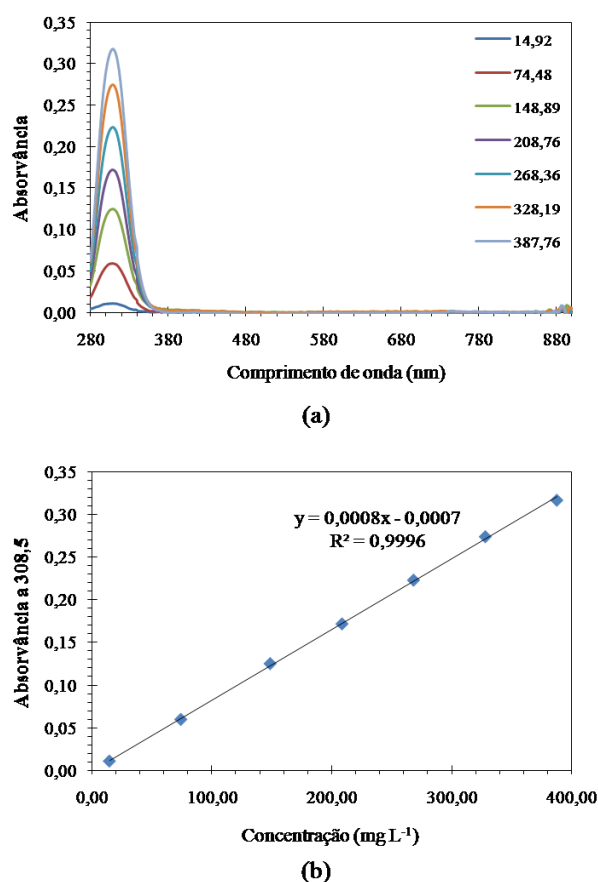 0,35
0,30
0,25
0,20
0,15
0,10
0,05
0,00
Absorvância
14,92
74,48
148,89
208,76
268,36
328,19
387,76
280 380 480 580 680 780 880
Comprimento de onda (nm)
(a)
0,35
0,30
0,25
0,20
0,15
0,10
0,05
0,00
Absorvância a 308,5
y = 0,0008x - 0,0007
R² = 0,9996
0,00 100,00 200,00 300,00 400,00
Concentração (mg L⁻¹)
(b)